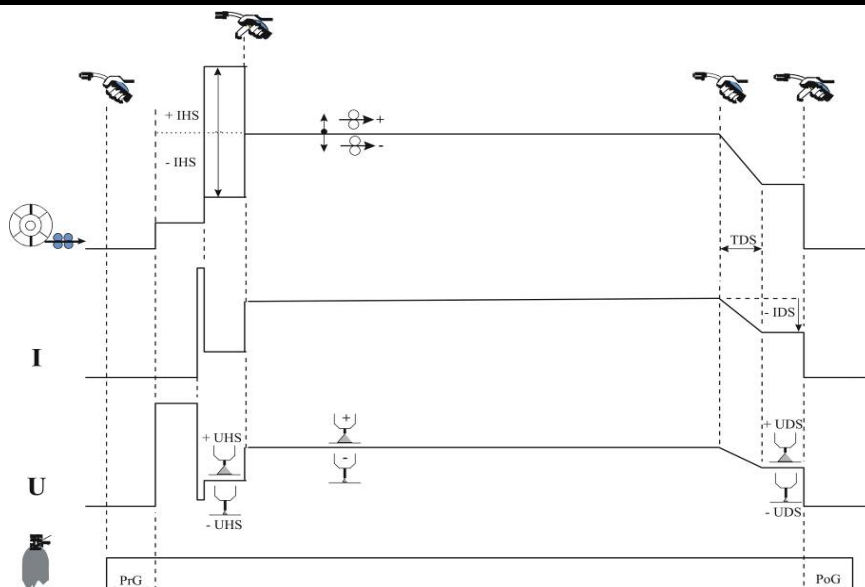 + IHS
- IHS
+
-
TDS
- IDS
I
+ UHS
+
+ UDS
-
U
- UHS
- UDS
PrG
PoG